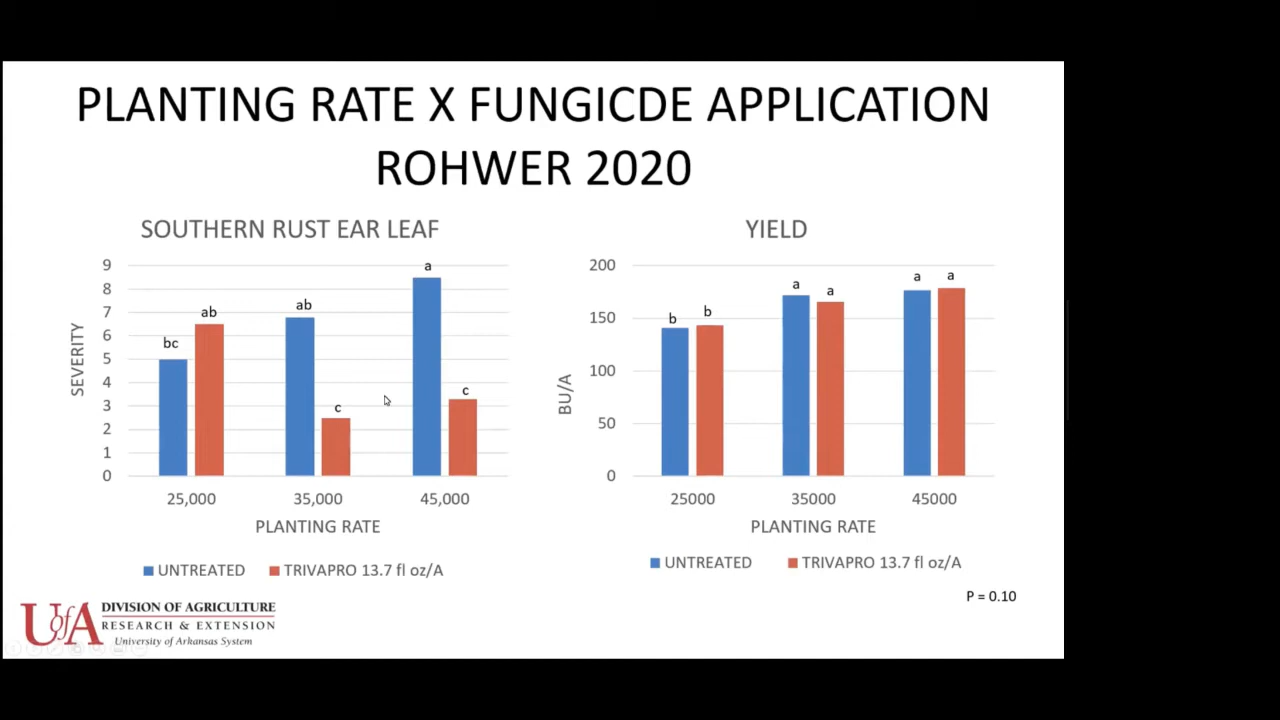 PLANTING RATE X FUNGICDE APPLICATION
ROHWER 2020
SOUTHERN RUST EAR LEAF
SEVERITY
9
8
7
6
5
4
3
2
1
0
bc
ab
ab
c
a
c
25,000
35,000
45,000
PLANTING RATE
UNTREATED
TRIVAPRO 13.7 fl oz/A
YIELD
BU/A
200
150
100
50
0
b
b
a
a
a
a
25000
35000
45000
PLANTING RATE
UNTREATED
TRIVAPRO 13.7 fl oz/A
P = 0.10
UofA
DIVISION OF AGRICULTURE
RESEARCH & EXTENSION
University of Arkansas System